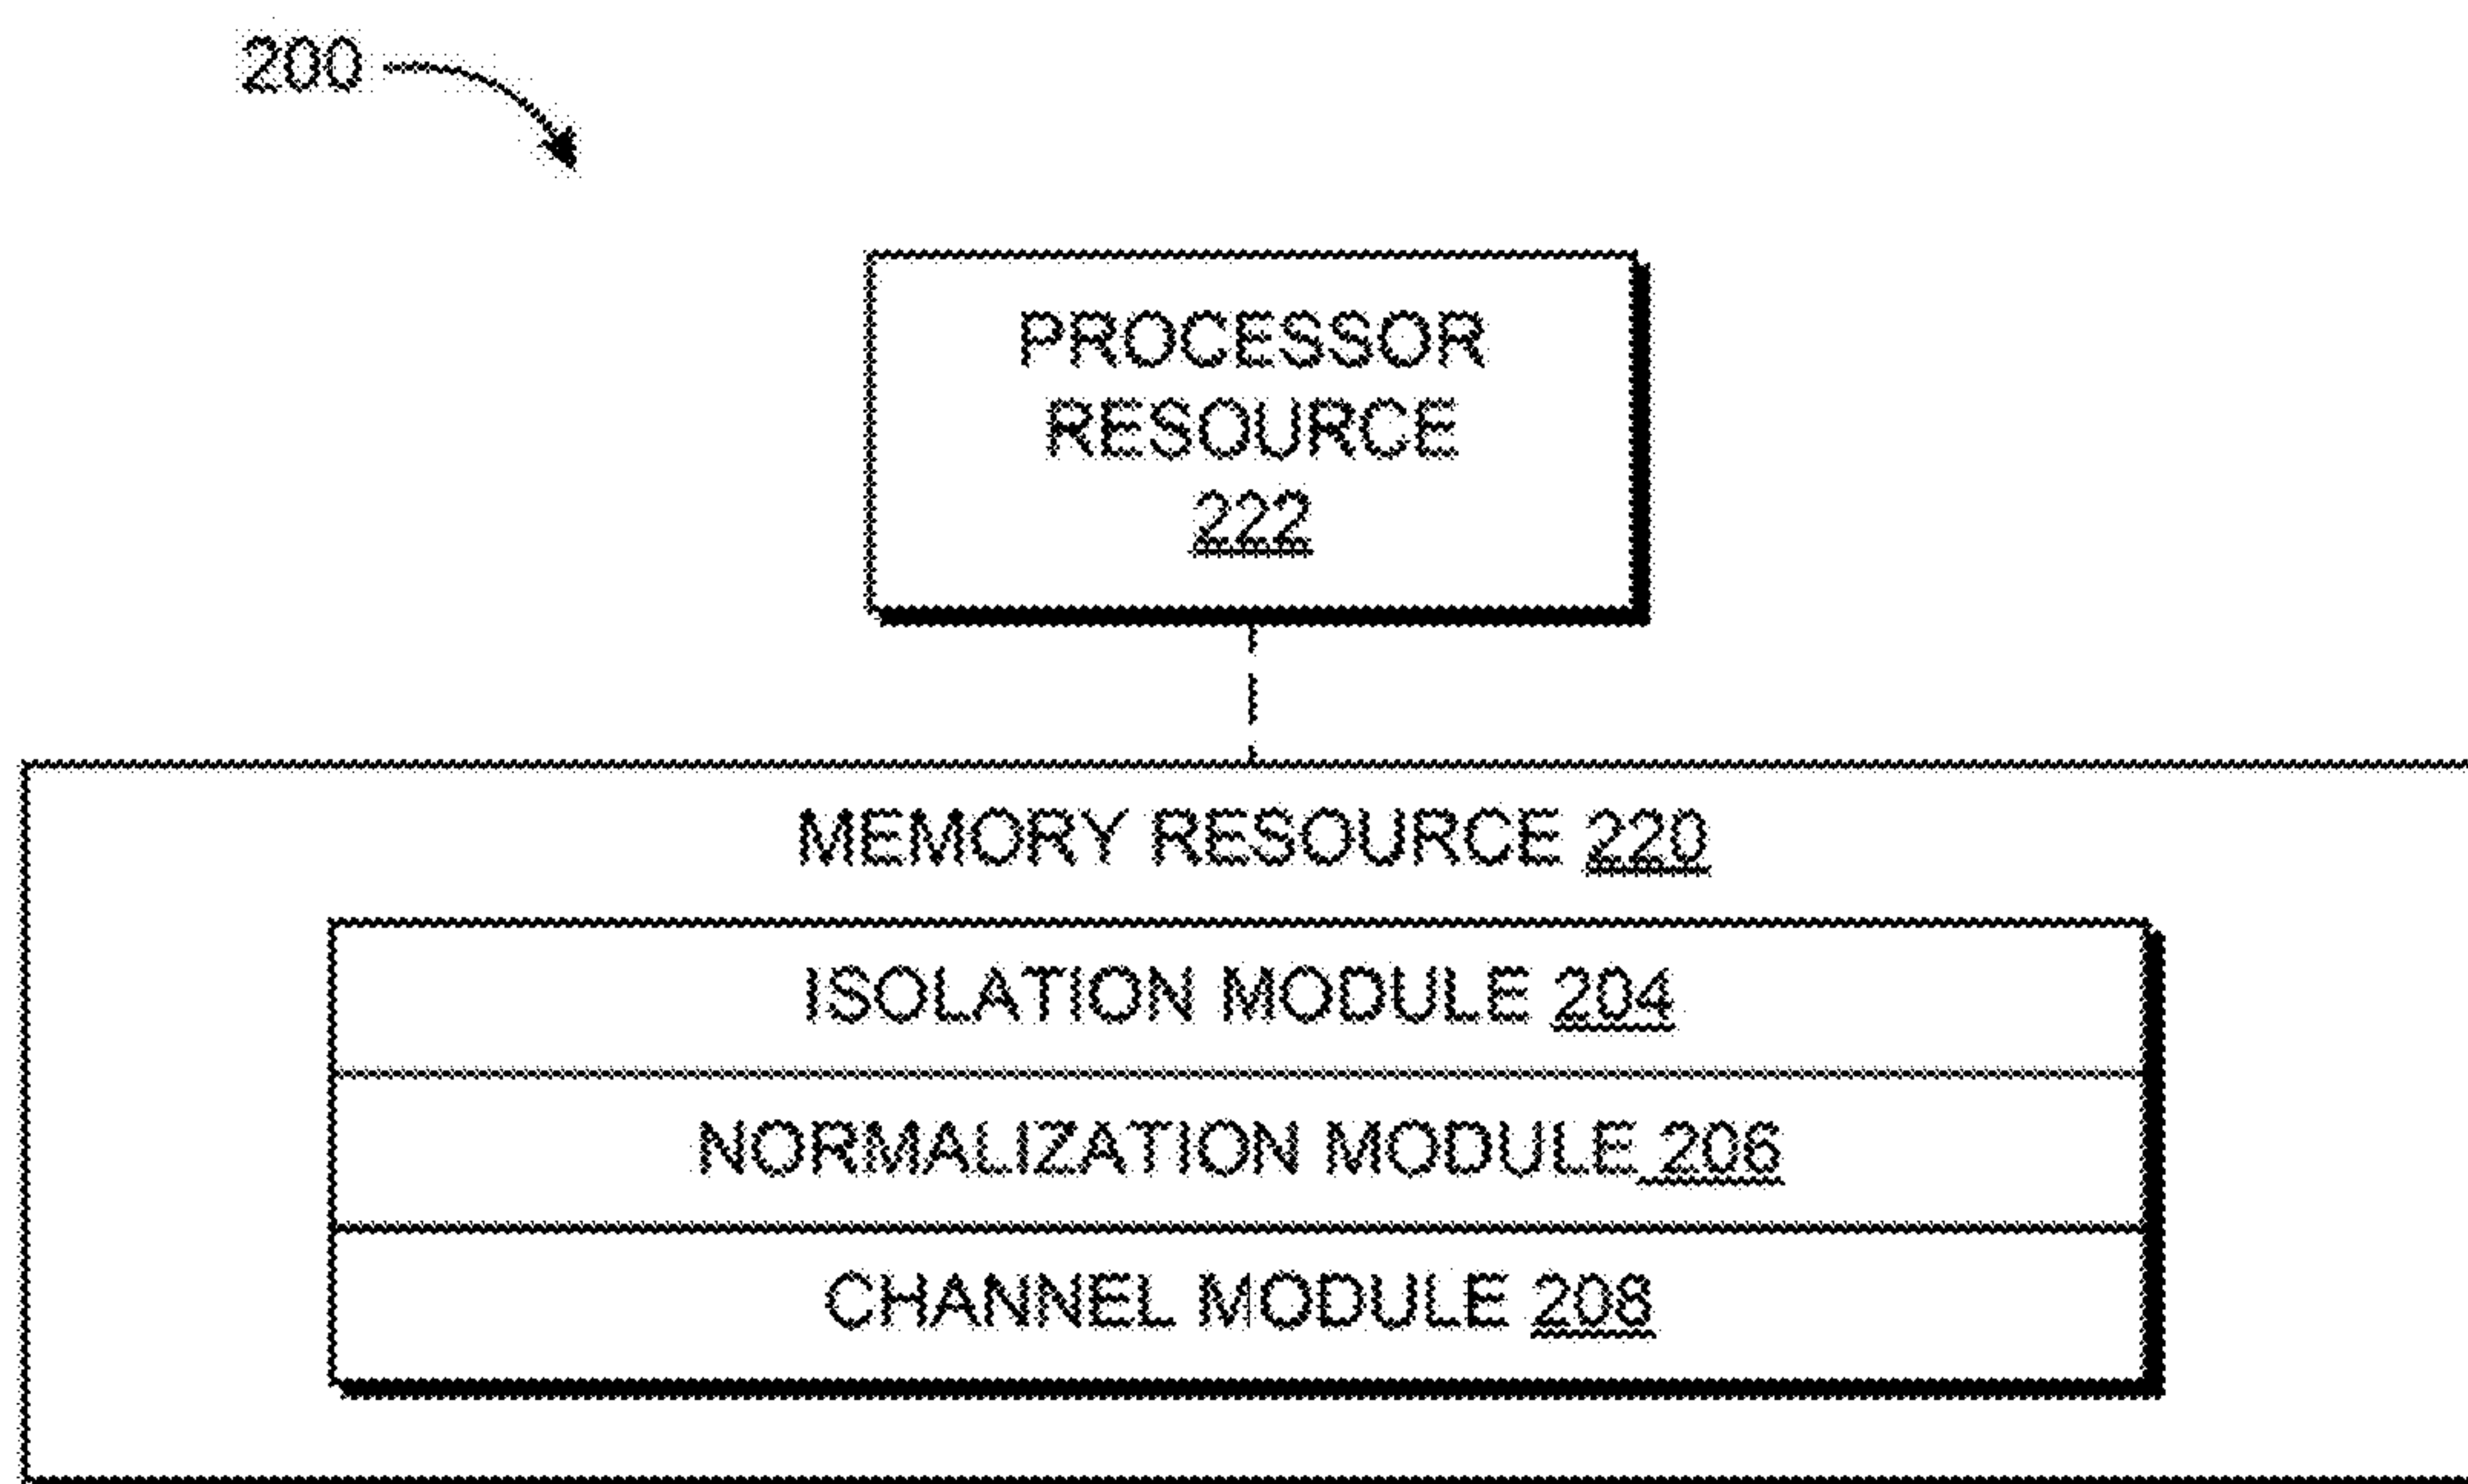 200
PROCESSOR
RESOURCE
222
MEMORY RESOURCE 220
ISOLATION MODULE 204
NORMALIZATION MODULE 206
CHANNEL MODULE 208